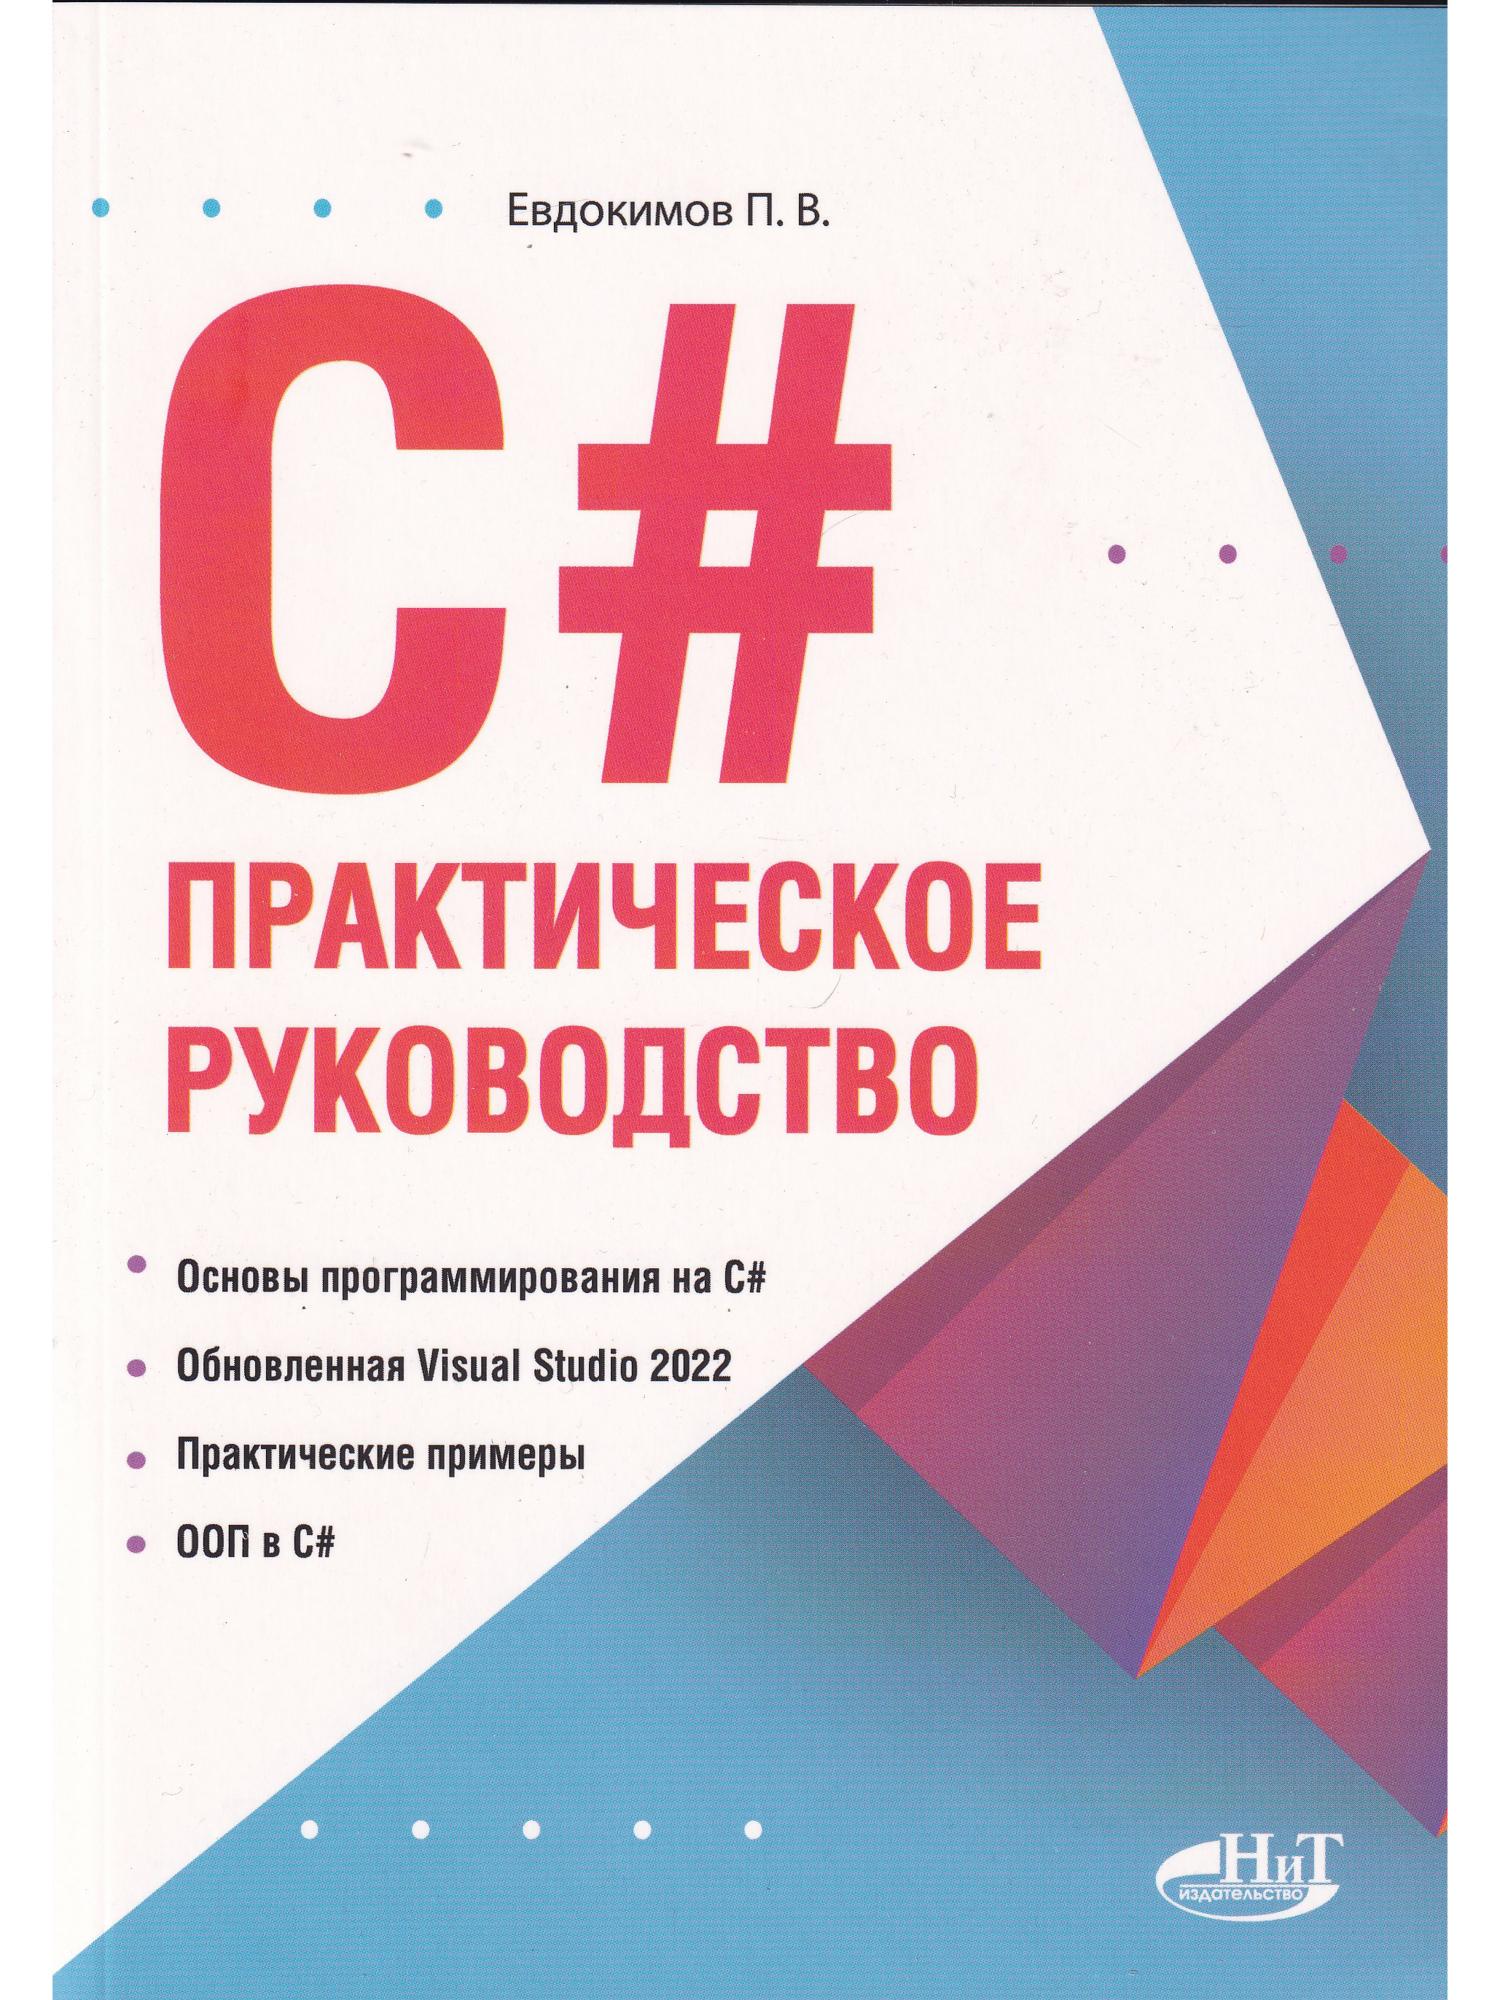 Евдокимов П. В.
C#
ПРАКТИЧЕСКОЕ
РУКОВОДСТВО
Основы программирования на C#
Обновленная Visual Studio 2022
Практические примеры
ООП в C#
НиТ
издательство